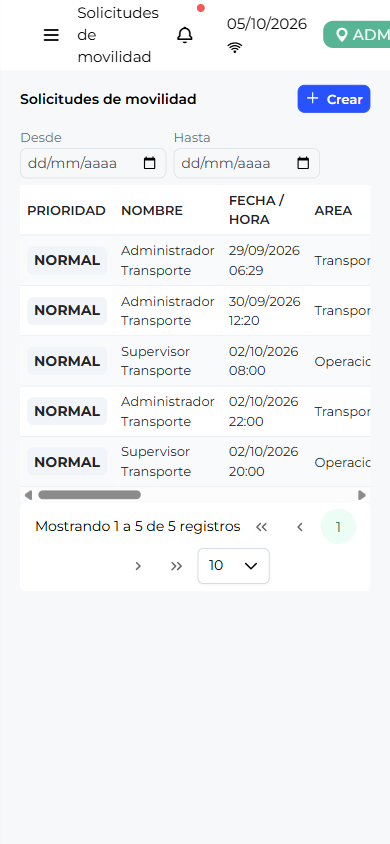 Solicitudes
de
movilidad
05/10/2026
ADM
Solicitudes de movilidad
Crear
Desde
Hasta
dd/mm/aaaa
dd/mm/aaaa
PRIORIDAD NOMBRE FECHA / HORA AREA
NORMAL Administrador Transporte 29/09/2026 06:29 Transpor
NORMAL Administrador Transporte 30/09/2026 12:20 Transpor
NORMAL Supervisor Transporte 02/10/2026 08:00 Operacio
NORMAL Administrador Transporte 02/10/2026 22:00 Transpor
NORMAL Supervisor Transporte 02/10/2026 20:00 Operacio
Mostrando 1 a 5 de 5 registros
1
10